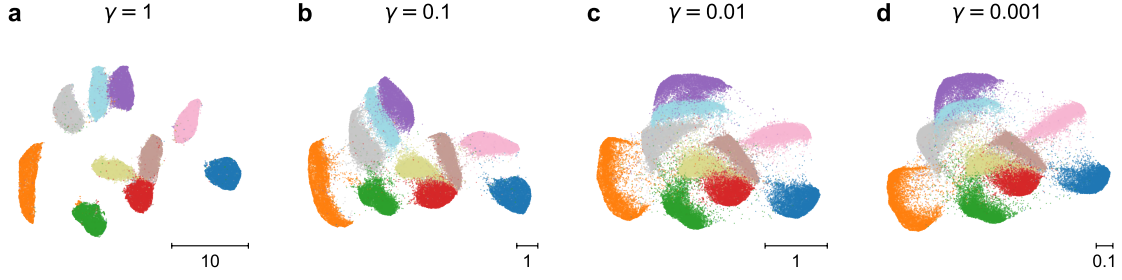 a γ = 1
b γ = 0.1
c γ = 0.01
d γ = 0.001
10
1
1
0.1